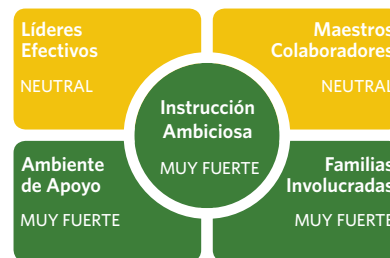 Líderes
Efectivos
NEUTRAL
Maestros
Colaboradores
NEUTRAL
Instrucción
Ambiciosa
MUY FUERTE
Ambiente
de Apoyo
MUY FUERTE
Familias
Involucradas
MUY FUERTE